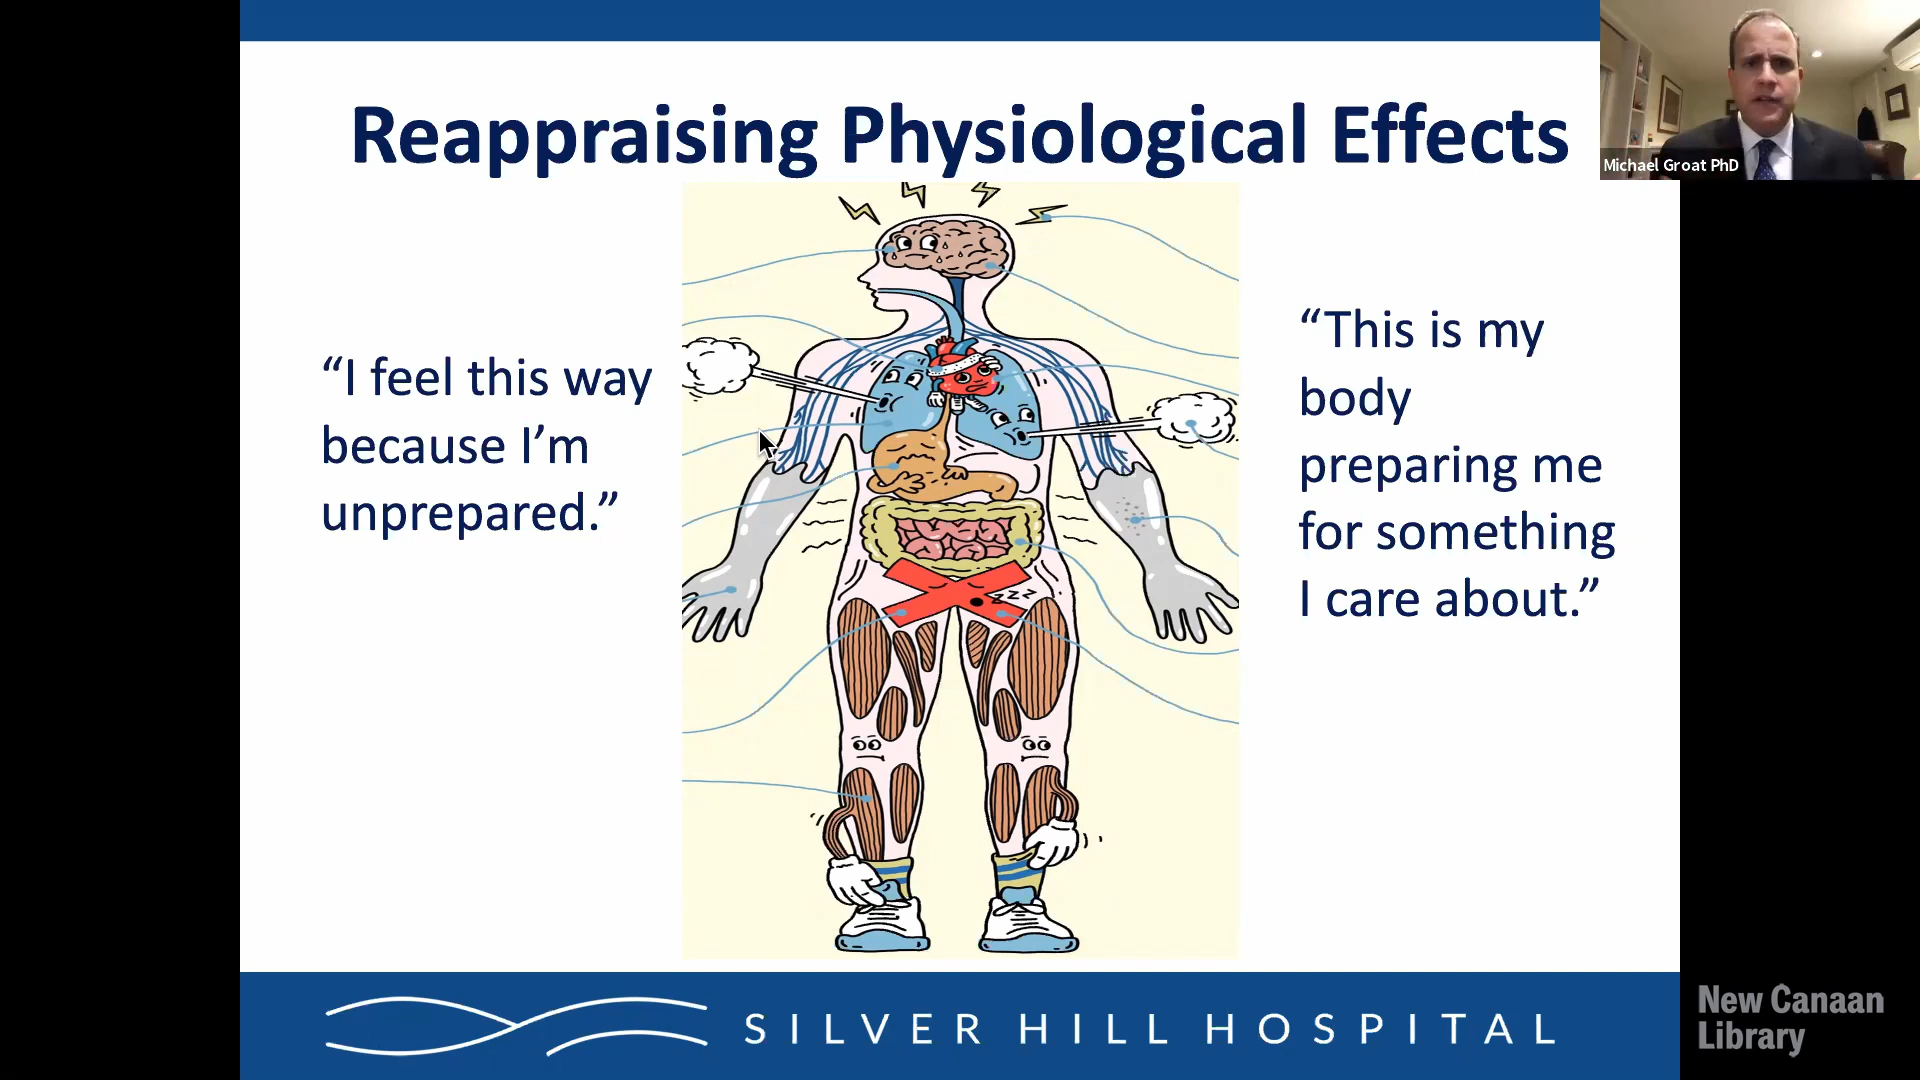 Reappraising Physiological Effects
Michael Groat PhD
“I feel this way
because I’m
unprepared.”
“This is my
body
preparing me
for something
I care about.”
zzz
SILVER HILL HOSPITAL
New Canaan
Library